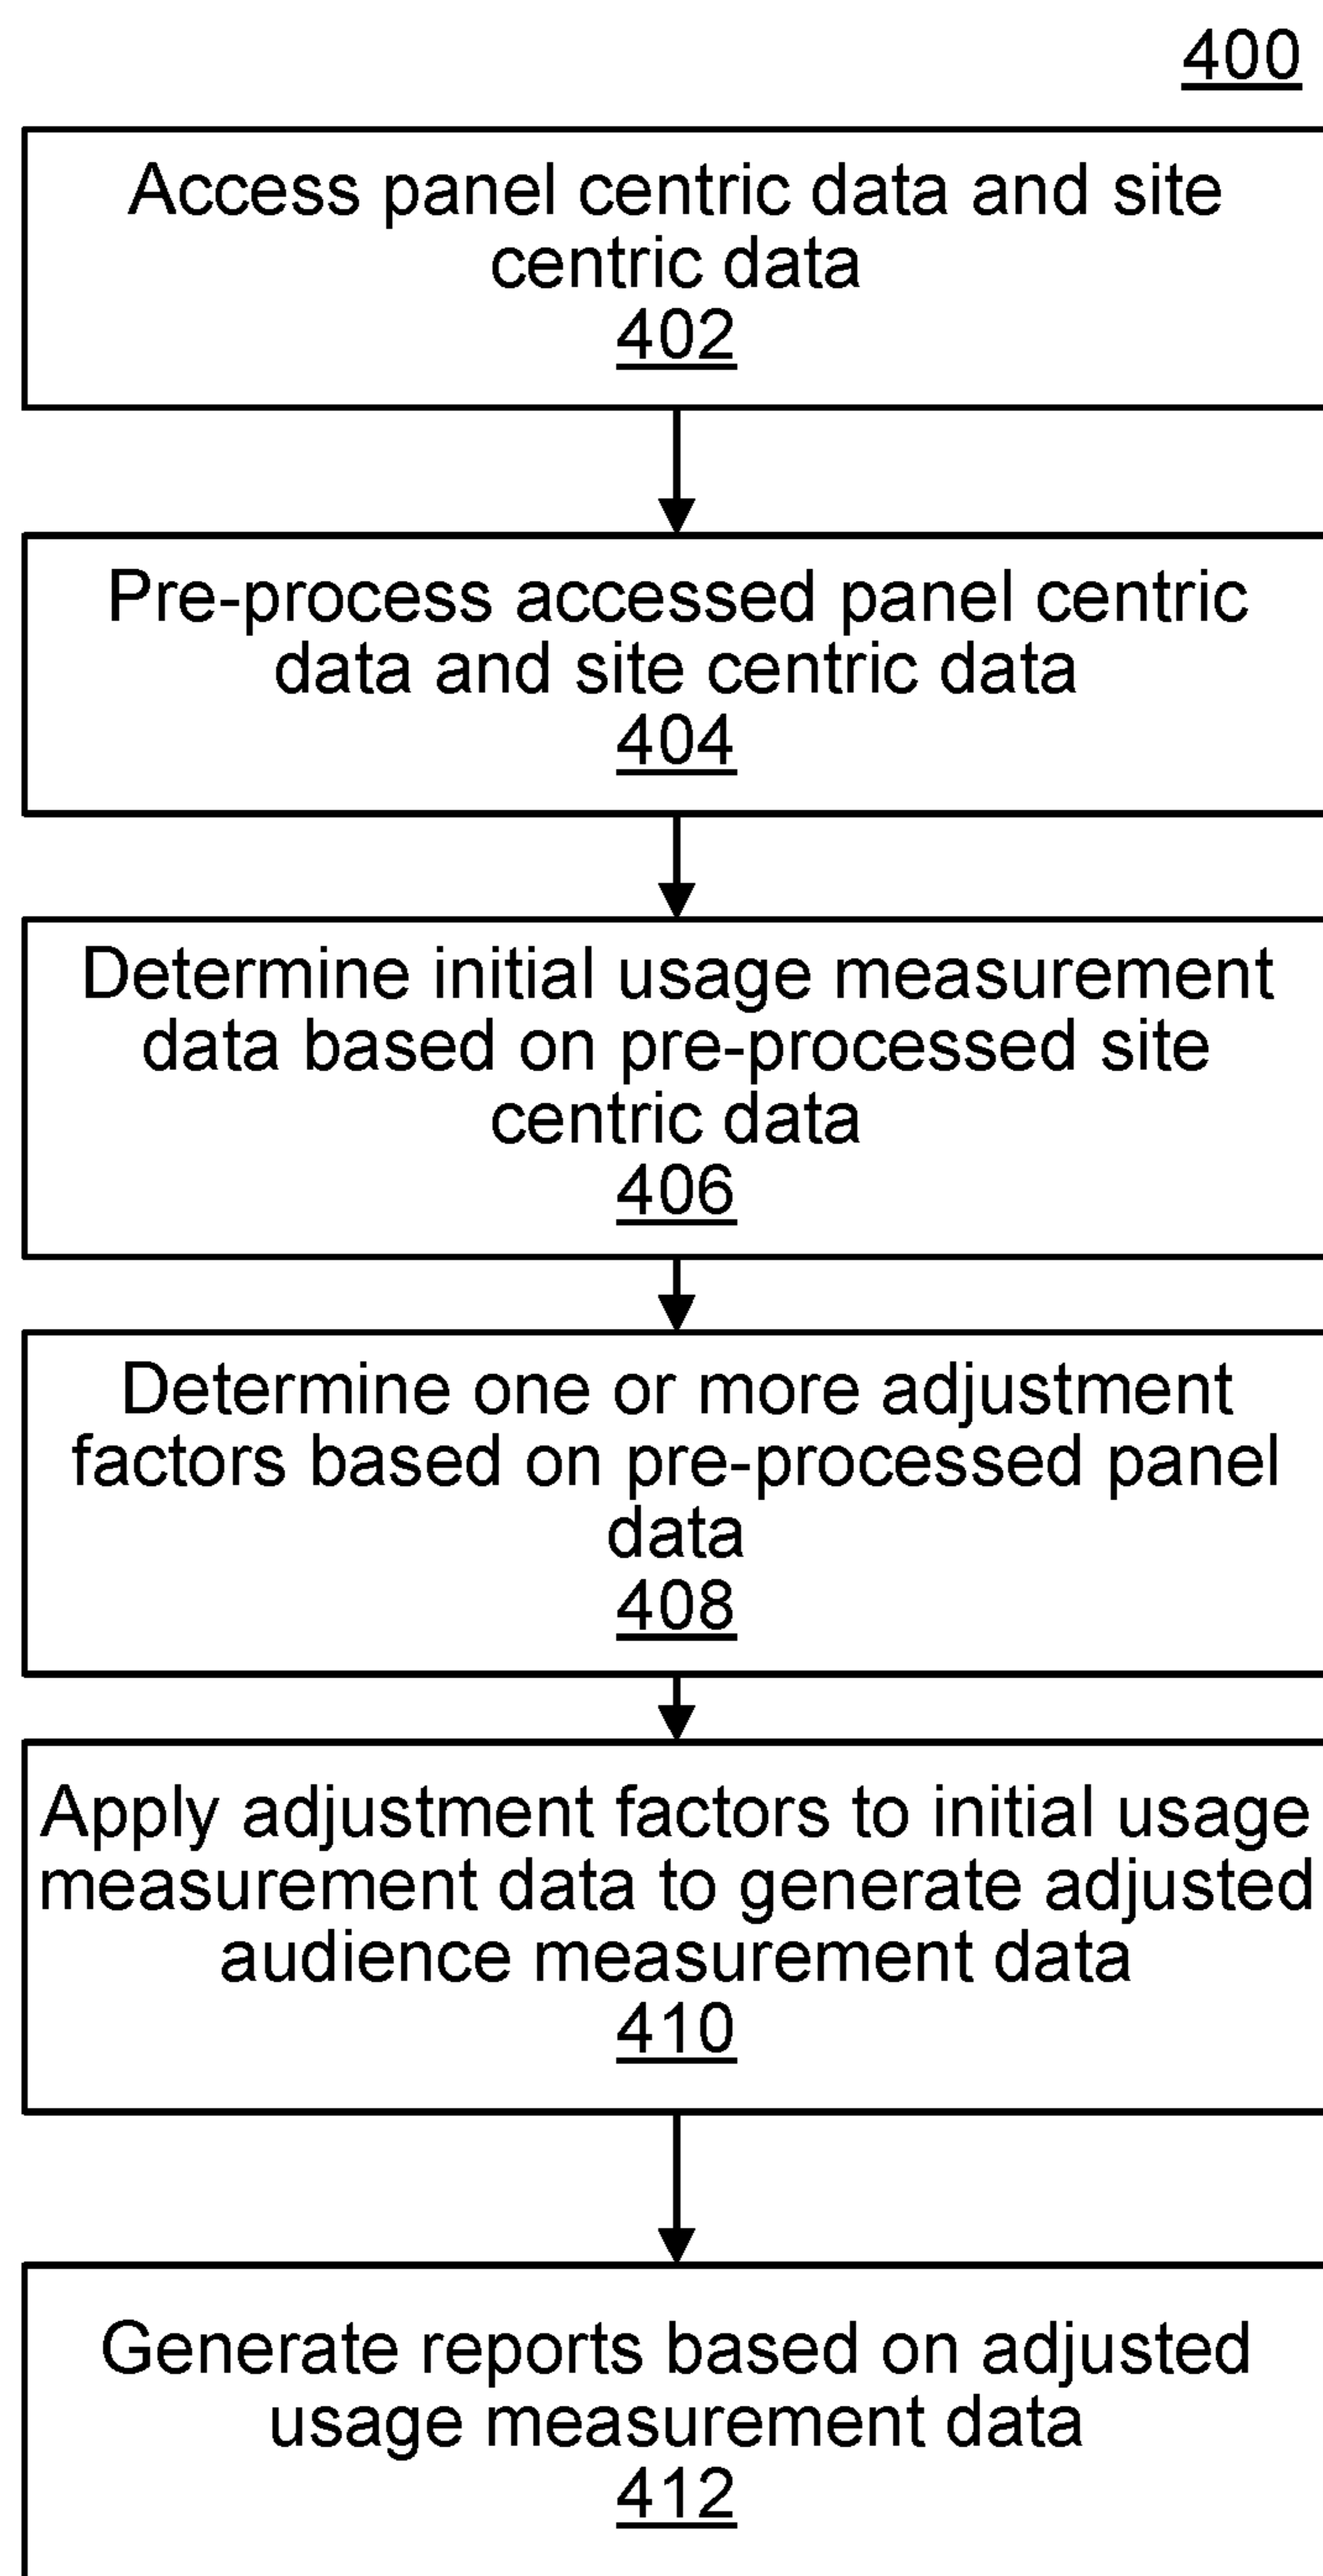 400
Access panel centric data and site
centric data
402
Pre-process accessed panel centric
data and site centric data
404
Determine initial usage measurement
data based on pre-processed site
centric data
406
Determine one or more adjustment
factors based on pre-processed panel
data
408
Apply adjustment factors to initial usage
measurement data to generate adjusted
audience measurement data
410
Generate reports based on adjusted
usage measurement data
412